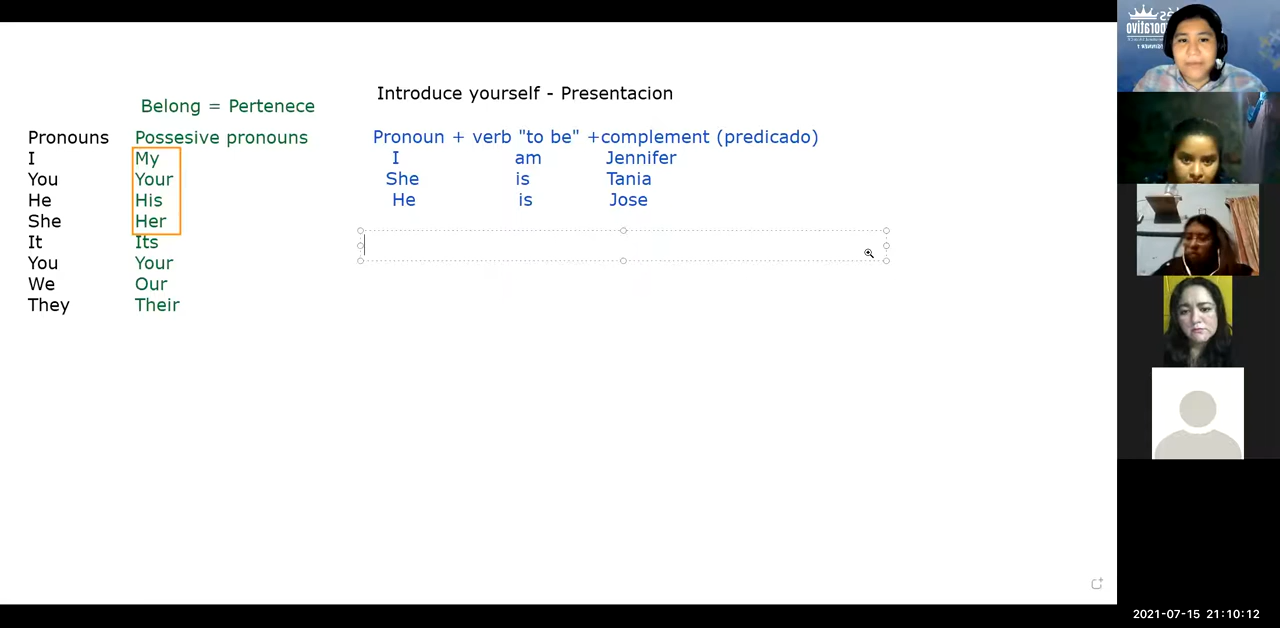 Introduce yourself - Presentacion
Belong = Pertenece
Pronouns Possesive pronouns
I My
You Your
He His
She Her
It Its
You Your
We Our
They Their
Pronoun + verb "to be" +complement (predicado)
I am Jennifer
She is Tania
He is Jose
2021-07-15 21:10:12